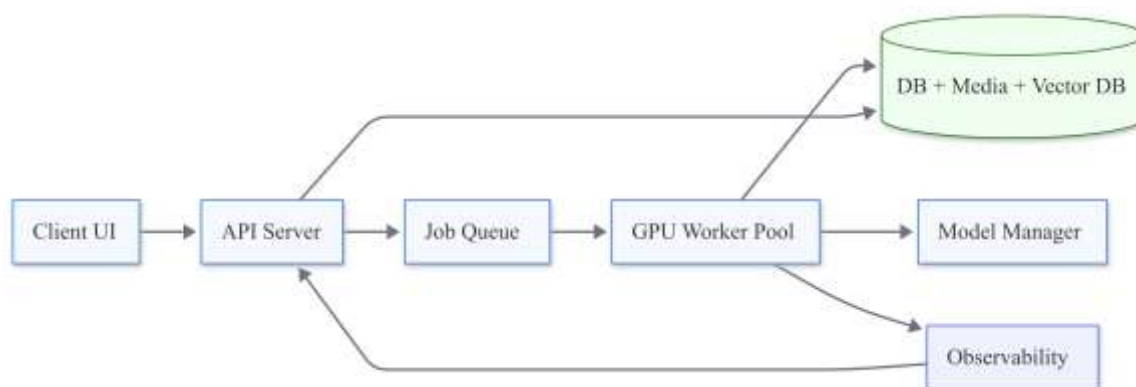 DB + Media + Vector DB
Client UI
API Server
Job Queue
GPU Worker Pool
Model Manager
Observability